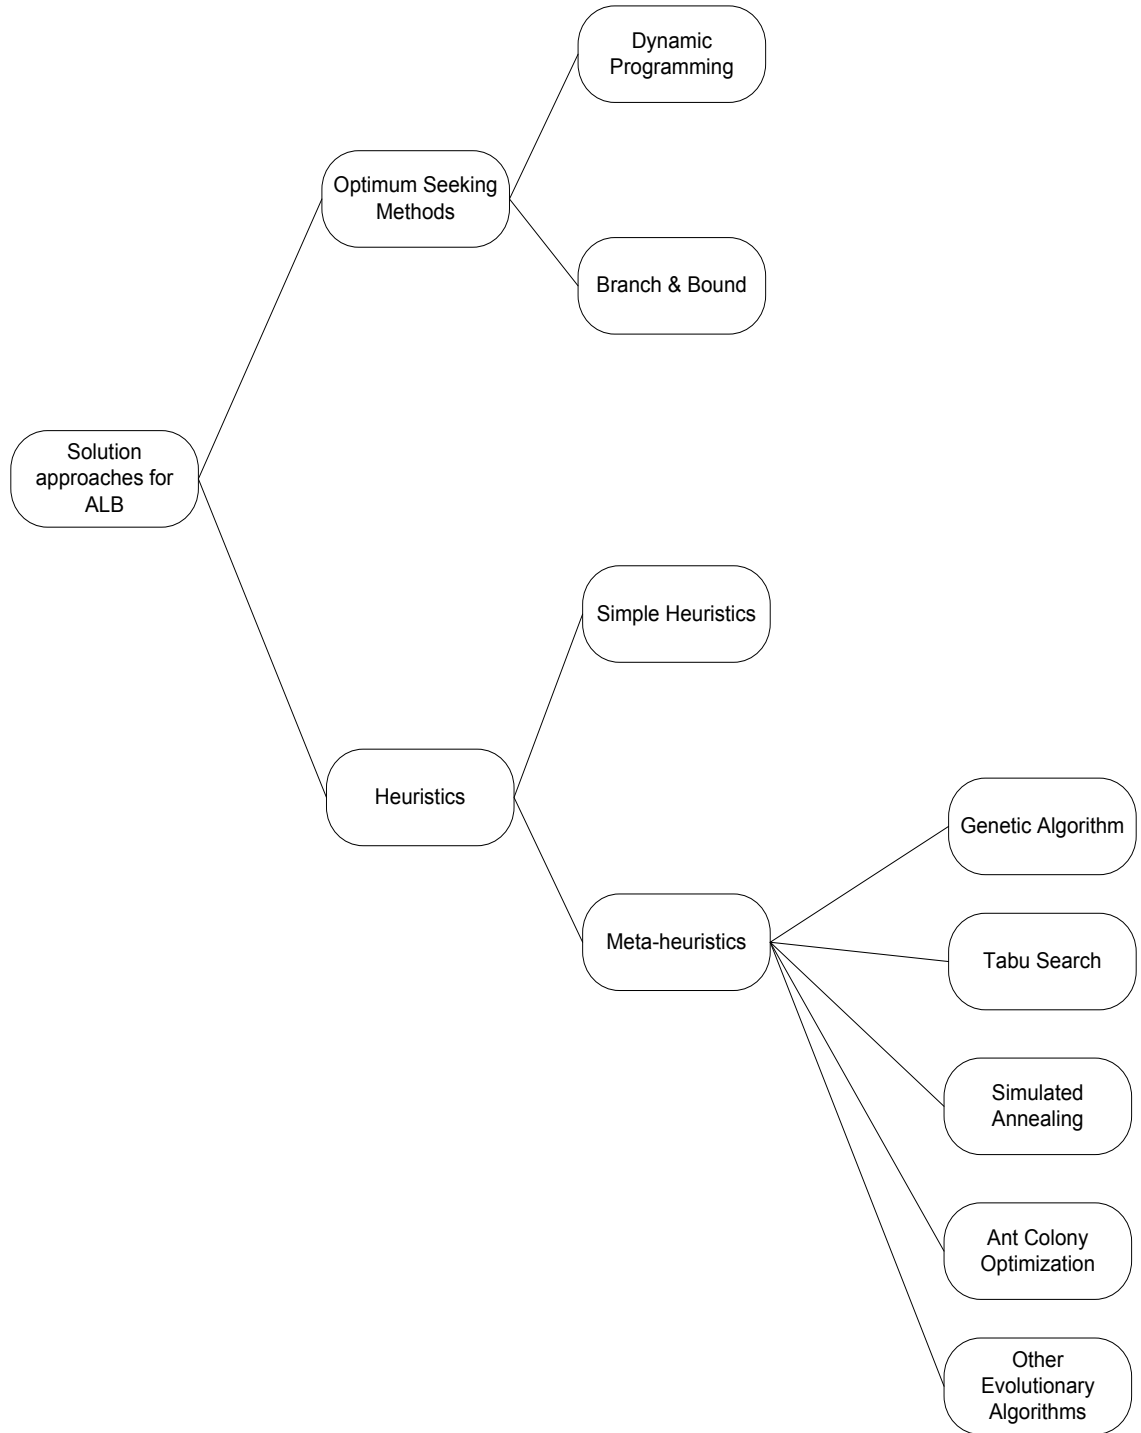 Dynamic
Programming
Optimum Seeking
Methods
Branch & Bound
Solution
approaches for
ALB
Simple Heuristics
Heuristics
Genetic Algorithm
Meta-heuristics
Tabu Search
Simulated
Annealing
Ant Colony
Optimization
Other
Evolutionary
Algorithms